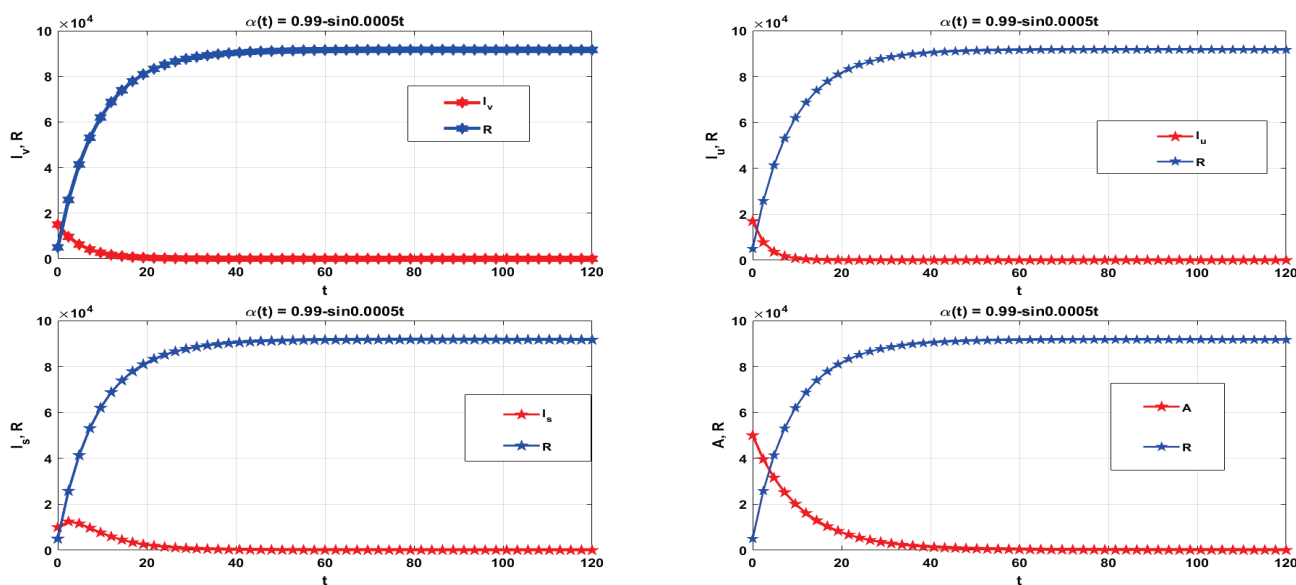 α(t) = 0.99-sin0.0005t
×10⁴
10
8
6
4
2
0
I_v, R
I_v
R
0 20 40 60 80 100 120
t
α(t) = 0.99-sin0.0005t
×10⁴
10
8
6
4
2
0
I_u, R
I_u
R
0 20 40 60 80 100 120
t
α(t) = 0.99-sin0.0005t
×10⁴
10
8
6
4
2
0
I_s, R
I_s
R
0 20 40 60 80 100 120
t
α(t) = 0.99-sin0.0005t
×10⁴
10
8
6
4
2
0
A, R
A
R
0 20 40 60 80 100 120
t